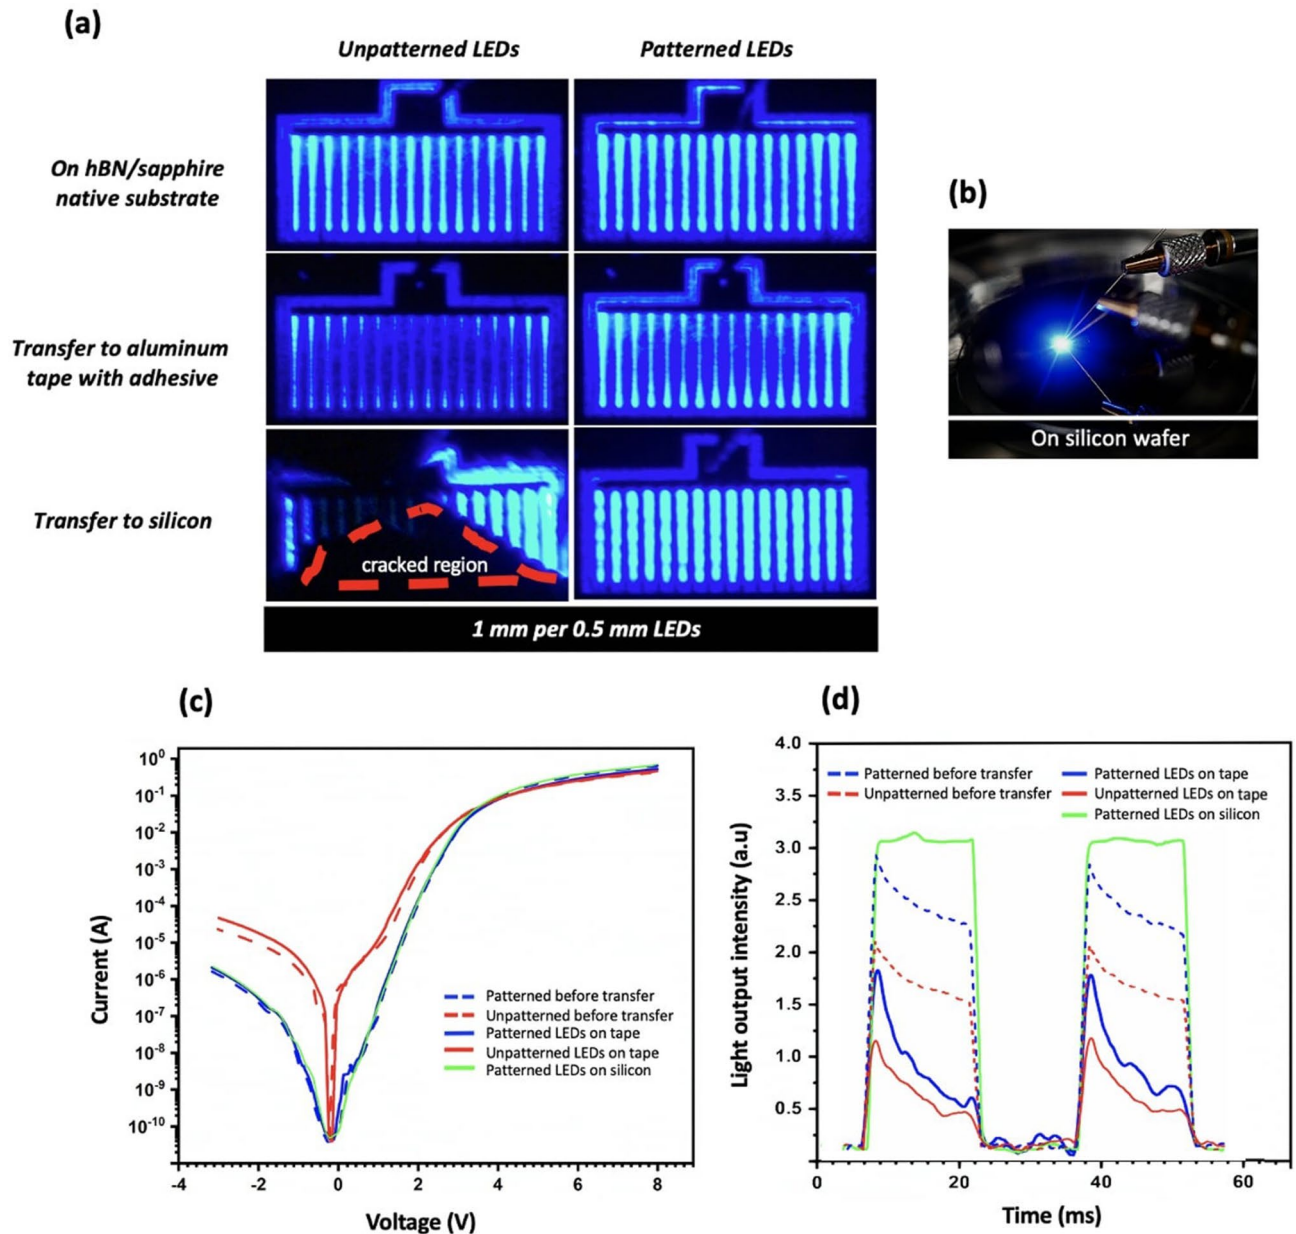 (a)
Unpatterned LEDs
Patterned LEDs
On hBN/sapphire
native substrate
Transfer to aluminum
tape with adhesive
Transfer to silicon
cracked region
1 mm per 0.5 mm LEDs
(b)
On silicon wafer
(c)
10^0
10^-1
10^-2
10^-3
10^-4
10^-5
10^-6
10^-7
10^-8
10^-9
10^-10
Current (A)
Patterned before transfer
Unpatterned before transfer
Patterned LEDs on tape
Unpatterned LEDs on tape
Patterned LEDs on silicon
-4 -2 0 2 4 6 8
Voltage (V)
(d)
4.0
3.5
3.0
2.5
2.0
1.5
1.0
0.5
Light output intensity (a.u)
Patterned before transfer
Unpatterned before transfer
Patterned LEDs on tape
Unpatterned LEDs on tape
Patterned LEDs on silicon
0 20 40 60
Time (ms)